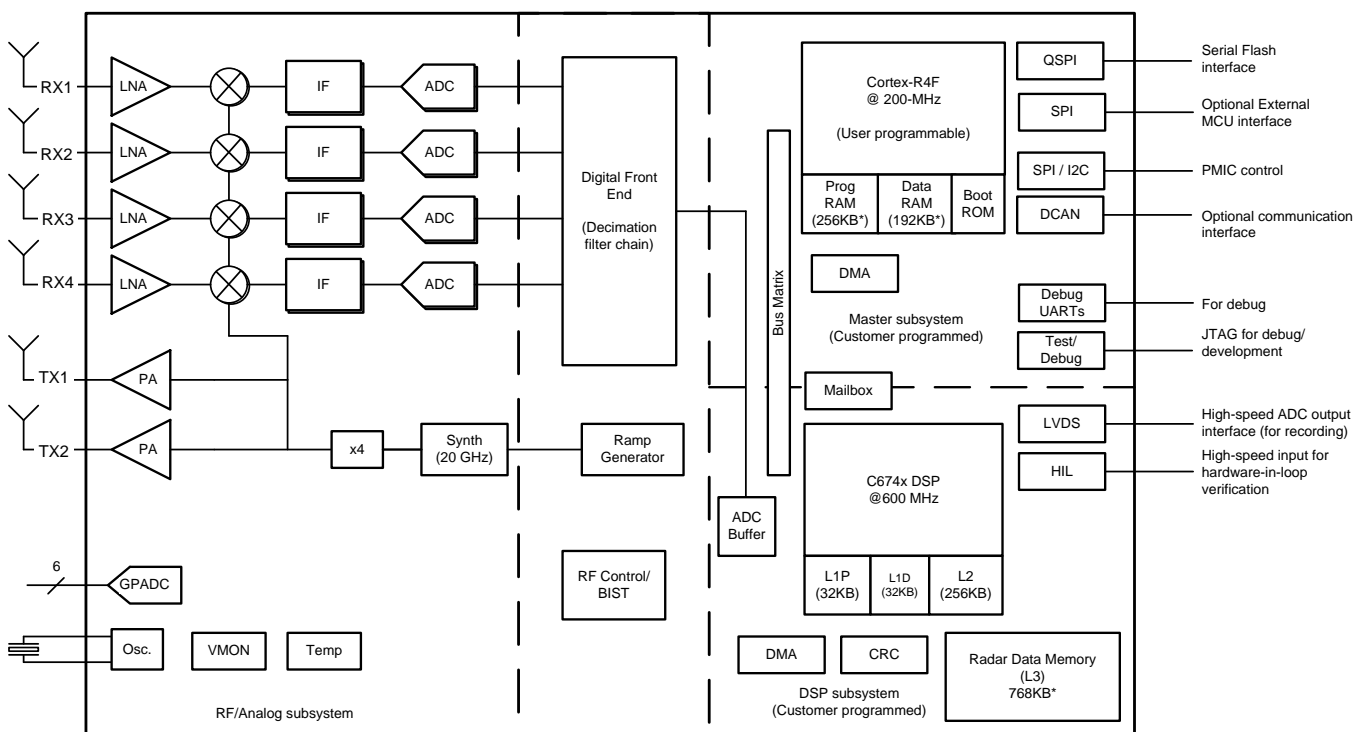 RX1
LNA
IF
ADC
RX2
LNA
IF
ADC
RX3
LNA
IF
ADC
RX4
LNA
IF
ADC
TX1
PA
TX2
PA
x4
Synth
(20 GHz)
Ramp
Generator
Digital Front
End
(Decimation
filter chain)
6
GPADC
Osc.
VMON
Temp
RF/Analog subsystem
RF Control/
BIST
ADC
Buffer
Bus Matrix
Cortex-R4F
@ 200-MHz
(User programmable)
Prog
RAM
(256KB*)
Data
RAM
(192KB*)
Boot
ROM
DMA
Master subsystem
(Customer programmed)
Mailbox
QSPI
Serial Flash
interface
SPI
Optional External
MCU interface
SPI / I2C
PMIC control
DCAN
Optional communication
interface
Debug
UARTs
For debug
Test/
Debug
JTAG for debug/
development
LVDS
High-speed ADC output
interface (for recording)
HIL
High-speed input for
hardware-in-loop
verification
C674x DSP
@600 MHz
L1P
(32KB)
L1D
(32KB)
L2
(256KB)
DMA
CRC
DSP subsystem
(Customer programmed)
Radar Data Memory
(L3)
768KB*